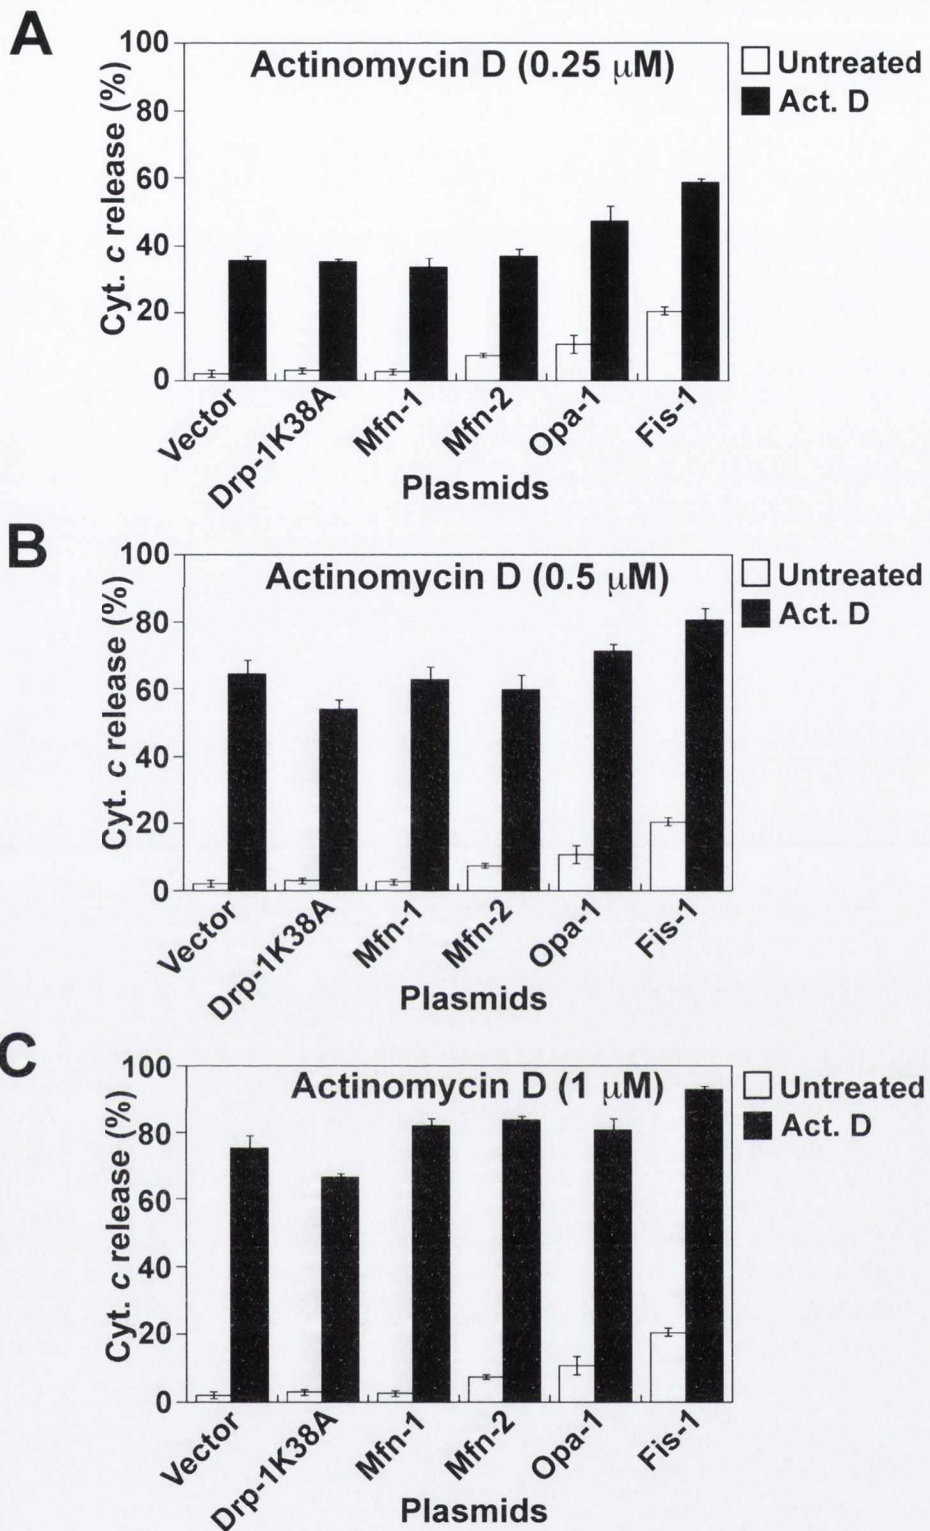 A
Actinomycin D (0.25 µM)
Untreated
Act. D
Cyt. c release (%)
100
80
60
40
20
0
Vector
Drp-1K38A
Mfn-1
Mfn-2
Opa-1
Fis-1
Plasmids
B
Actinomycin D (0.5 µM)
Untreated
Act. D
Cyt. c release (%)
100
80
60
40
20
0
Vector
Drp-1K38A
Mfn-1
Mfn-2
Opa-1
Fis-1
Plasmids
C
Actinomycin D (1 µM)
Untreated
Act. D
Cyt. c release (%)
100
80
60
40
20
0
Vector
Drp-1K38A
Mfn-1
Mfn-2
Opa-1
Fis-1
Plasmids